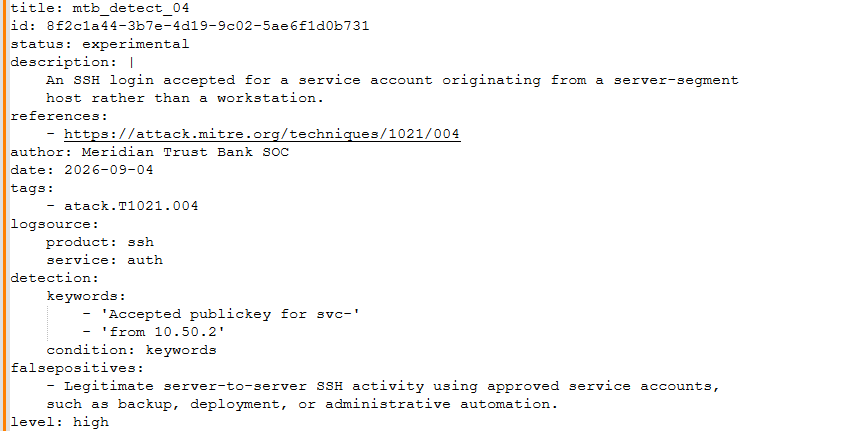 title: mtb_detect_04
id: 8f2c1a44-3b7e-4d19-9c02-5ae6f1d0b731
status: experimental
description: |
    An SSH login accepted for a service account originating from a server-segment
    host rather than a workstation.
references:
    - https://attack.mitre.org/techniques/1021/004
author: Meridian Trust Bank SOC
date: 2026-09-04
tags:
    - atack.T1021.004
logsource:
    product: ssh
    service: auth
detection:
    keywords:
        - 'Accepted publickey for svc-'
        - 'from 10.50.2'
    condition: keywords
falsepositives:
    - Legitimate server-to-server SSH activity using approved service accounts,
    such as backup, deployment, or administrative automation.
level: high